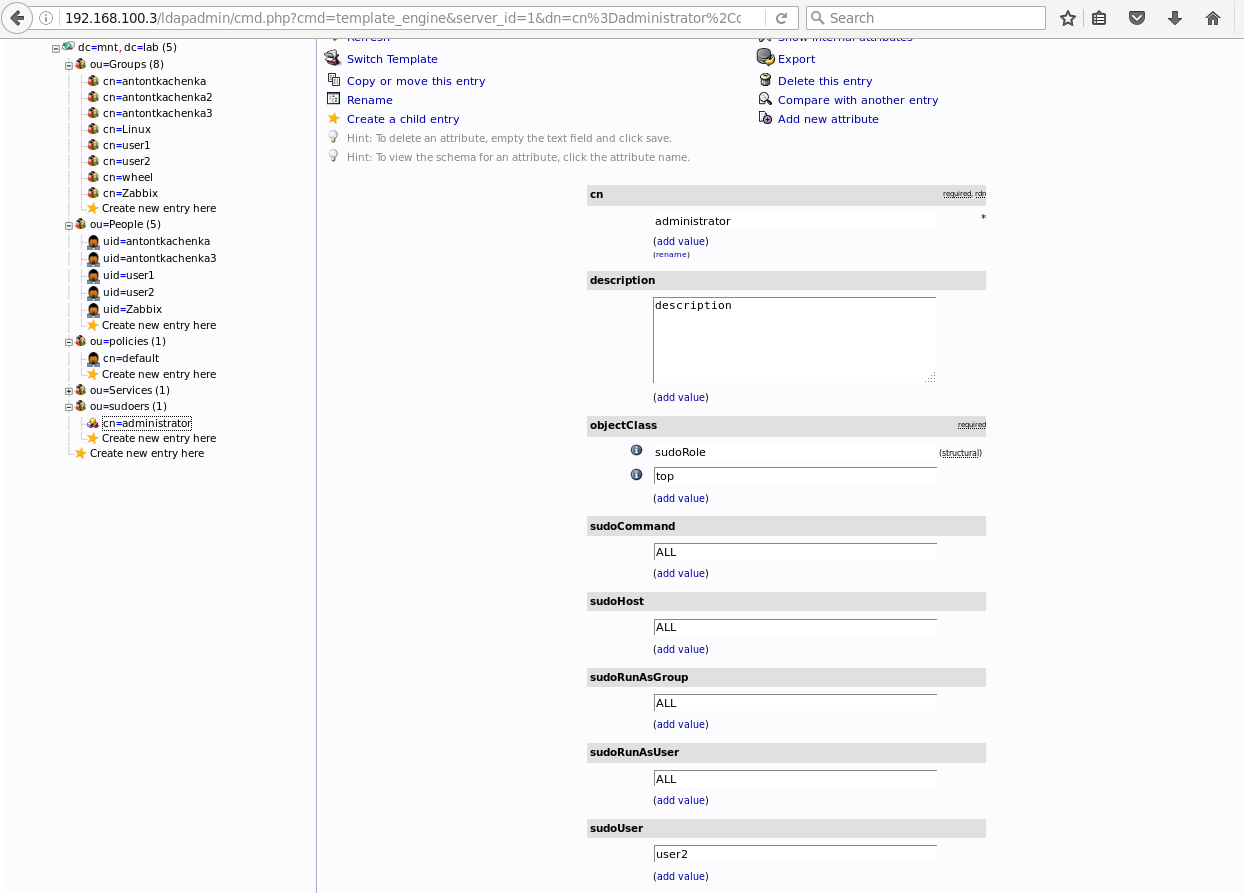 192.168.100.3/ldapadmin/cmd.php?cmd=template_engine&server_id=1&dn=cn%3Dadministrator%2Cc
Search
dc=mnt,dc=lab (5)
ou=Groups (8)
cn=antontkachenka
cn=antontkachenka2
cn=antontkachenka3
cn=Linux
cn=user1
cn=user2
cn=wheel
cn=Zabbix
Create new entry here
ou=People (5)
uid=antontkachenka
uid=antontkachenka3
uid=user1
uid=user2
uid=Zabbix
Create new entry here
ou=policies (1)
cn=default
Create new entry here
ou=Services (1)
ou=sudoers (1)
cn=administrator
Create new entry here
Create new entry here
Refresh
Show internal attributes
Switch Template
Export
Copy or move this entry
Delete this entry
Rename
Compare with another entry
Create a child entry
Add new attribute
Hint: To delete an attribute, empty the text field and click save.
Hint: To view the schema for an attribute, click the attribute name.
cn required, rdn
administrator *
(add value)
(rename)
description
description
(add value)
objectClass required
sudoRole (structural)
top
(add value)
sudoCommand
ALL
(add value)
sudoHost
ALL
(add value)
sudoRunAsGroup
ALL
(add value)
sudoRunAsUser
ALL
(add value)
sudoUser
user2
(add value)